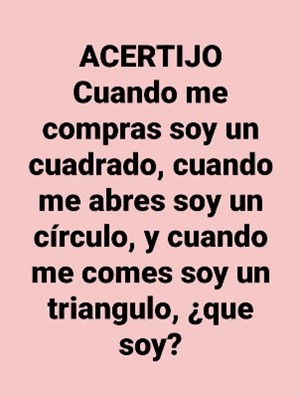 ACERTIJO
Cuando me
compras soy un
cuadrado, cuando
me abres soy un
círculo, y cuando
me comes soy un
triangulo, ¿que
soy?